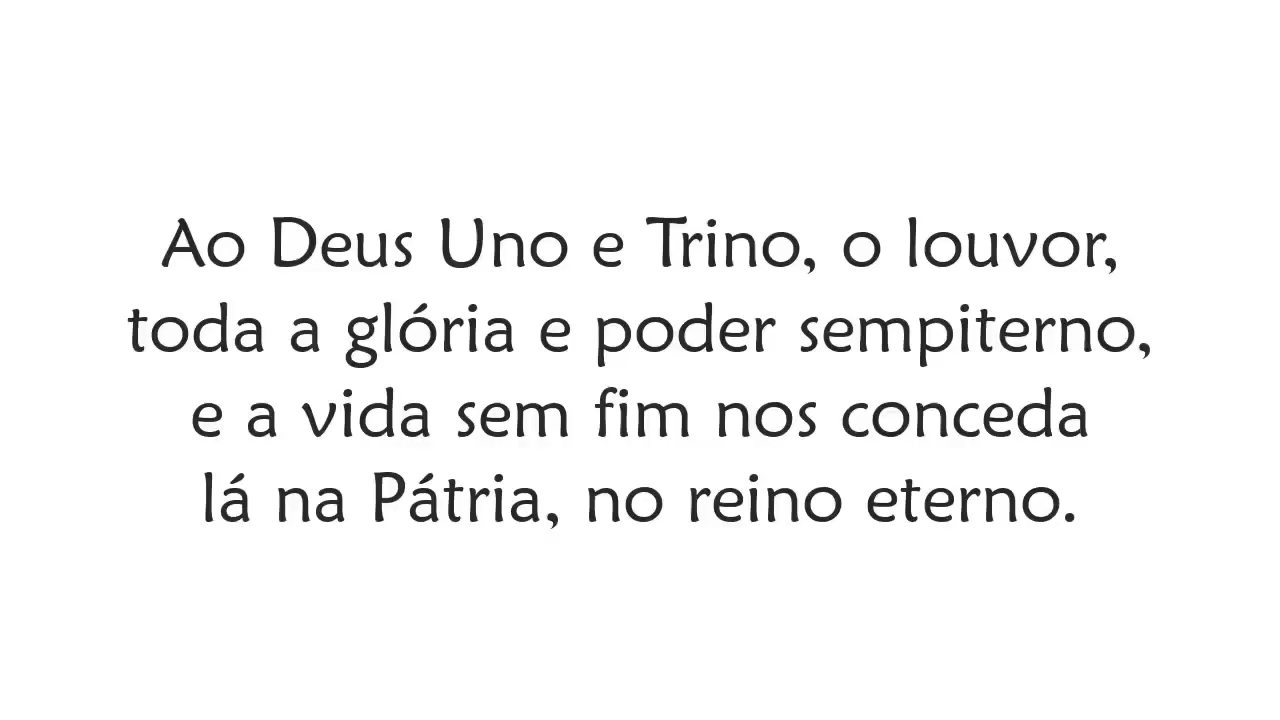 Ao Deus Uno e Trino, o louvor,
toda a glória e poder sempiterno,
e a vida sem fim nos conceda
lá na Pátria, no reino eterno.